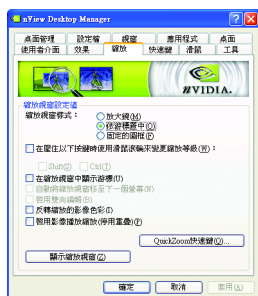 nView Desktop Manager
桌面管理 設定檔 視窗 應用程式 桌面
使用者介面 效果 縮放 快速鍵 滑鼠 工具
NVIDIA.
縮放視窗設定值
縮放視窗樣式：
放大鏡(M)
依游標置中(O)
固定的圖框(F)
在壓住以下按鍵時使用滑鼠滾輪來變更縮放等級(W)：
Shift(S) Ctrl(T)
在縮放視窗中顯示游標(U)
自動將縮放視窗移至下一個螢幕(N)
啓用雙向編輯(B)
反轉縮放的影像色彩(I)
啓用影像播放縮放(停用重疊)(P)
QuickZoom快速鍵(Q)...
顯示縮放視窗(Z)
確定 取消 套用(A)